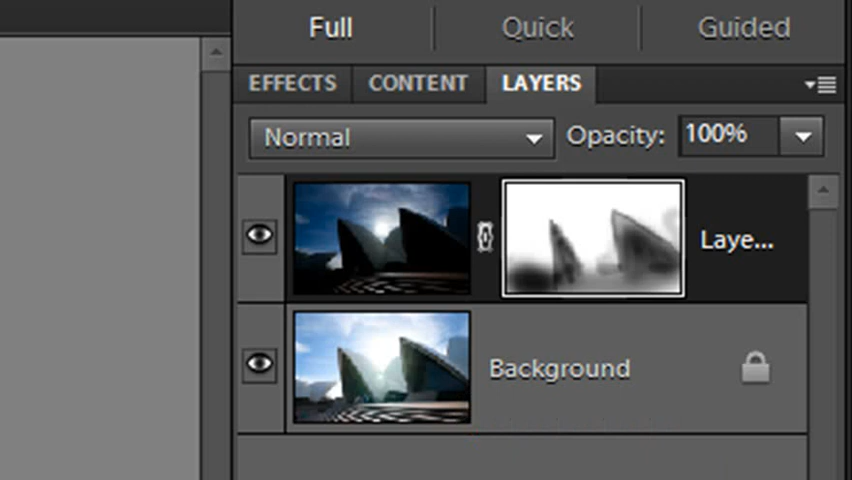 Full Quick Guided
EFFECTS CONTENT LAYERS
Normal Opacity: 100%
Laye...
Background